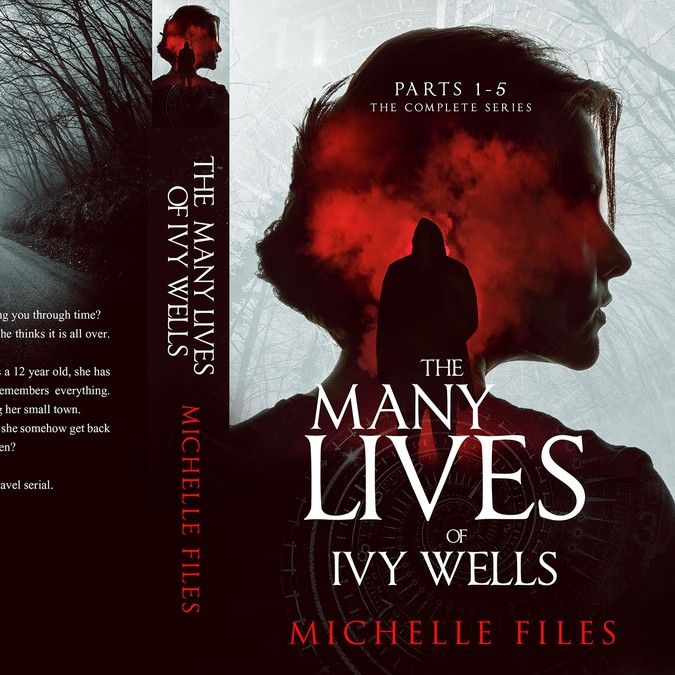 ng you through time?
he thinks it is all over.
a 12 year old, she has
emembers everything.
g her small town.
she somehow get back
en?
avel serial.
THE MANY LIVES
OF IVY WELLS
MICHELLE FILES
PARTS 1-5
THE COMPLETE SERIES
THE
MANY
LIVES
OF
IVY WELLS
MICHELLE FILES